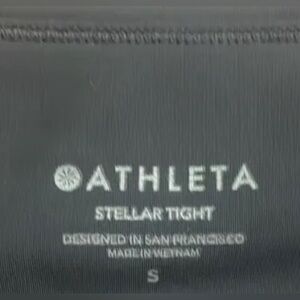 ATHLETA
STELLAR TIGHT
DESIGNED IN SAN FRANCISCO
MADE IN VIETNAM
S